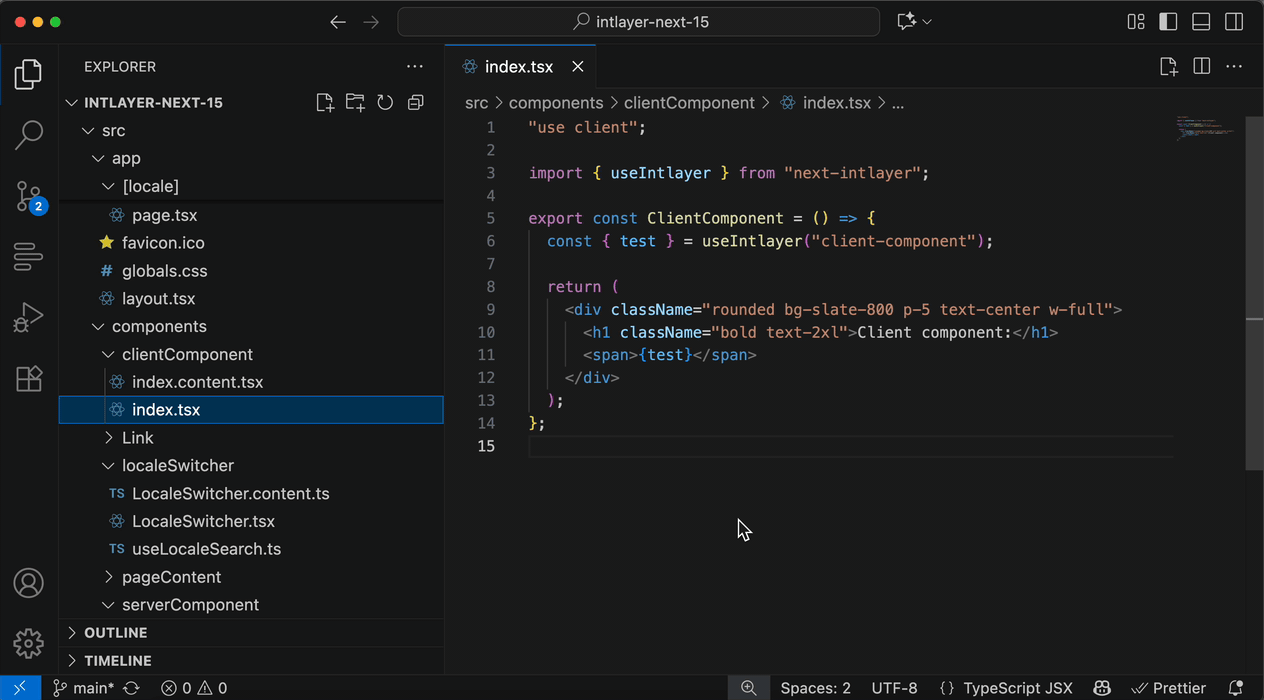 intlayer-next-15
EXPLORER
INTLAYER-NEXT-15
src
app
[locale]
page.tsx
favicon.ico
# globals.css
layout.tsx
components
clientComponent
index.content.tsx
index.tsx
Link
localeSwitcher
TS LocaleSwitcher.content.ts
LocaleSwitcher.tsx
TS useLocaleSearch.ts
pageContent
serverComponent
OUTLINE
TIMELINE
2
index.tsx
src > components > clientComponent > index.tsx > ...
1 "use client";
2
3 import { useIntlayer } from "next-intlayer";
4
5 export const ClientComponent = () => {
6 const { test } = useIntlayer("client-component");
7
8 return (
9 <div className="rounded bg-slate-800 p-5 text-center w-full">
10 <h1 className="bold text-2xl">Client component:</h1>
11 <span>{test}</span>
12 </div>
13 );
14 };
15
main* 0 0 Spaces: 2 UTF-8 {} TypeScript JSX Prettier